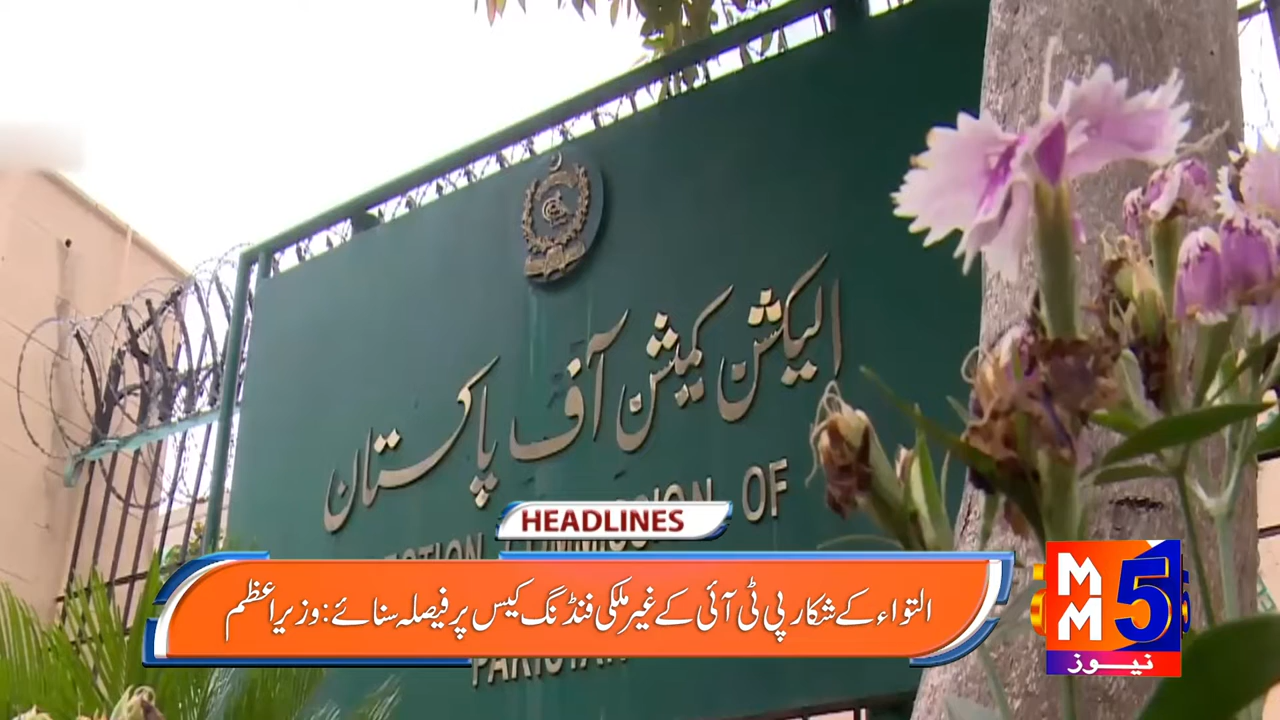 الیکشن کمیشن آف پاکستان
OF
HEADLINES
التواء کے شکار پی ٹی آئی کے غیر ملکی فنڈنگ کیس پر فیصلہ سنائے: وزیراعظم
MM5
نیوز